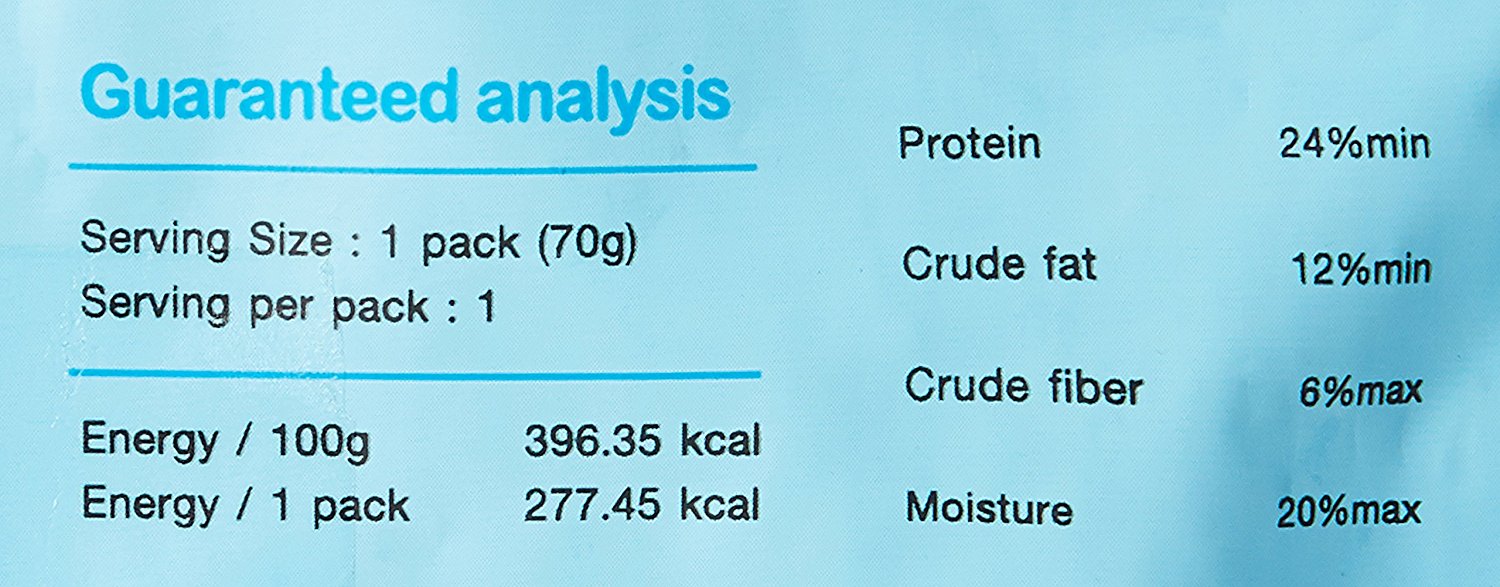 Guaranteed analysis
Serving Size : 1 pack (70g)
Serving per pack : 1
Energy / 100g 396.35 kcal
Energy / 1 pack 277.45 kcal
Protein 24%min
Crude fat 12%min
Crude fiber 6%max
Moisture 20%max